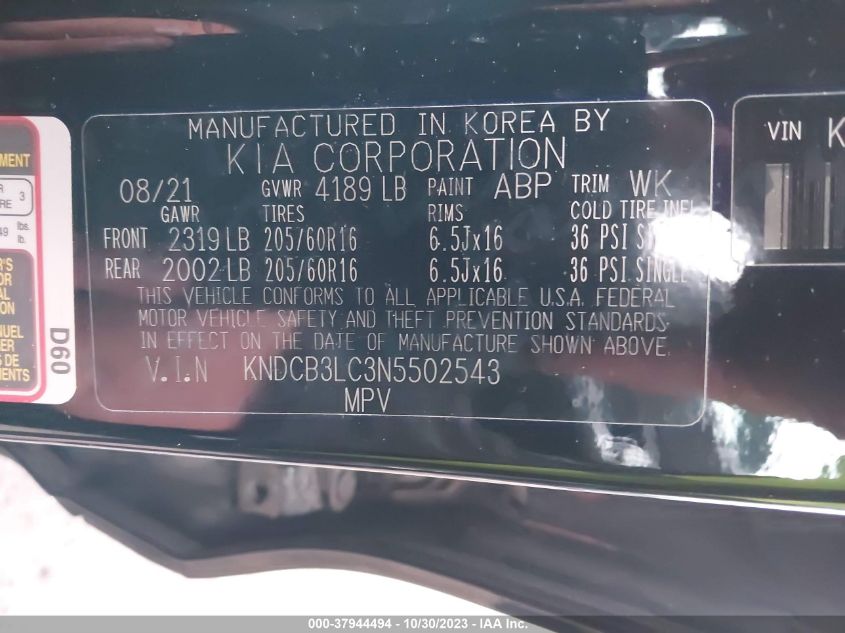 MANUFACTURED IN KOREA BY
KIA CORPORATION
08/21 GVWR 4189 LB PAINT ABP TRIM WK
GAWR TIRES RIMS COLD TIRE INFL
FRONT 2319 LB 205/60R16 6.5Jx16 36 PSI
REAR 2002 LB 205/60R16 6.5Jx16 36 PSI SINGLE
THIS VEHICLE CONFORMS TO ALL APPLICABLE U.S.A. FEDERAL
MOTOR VEHICLE SAFETY AND THEFT PREVENTION STANDARDS
IN EFFECT ON THE DATE OF MANUFACTURE SHOWN ABOVE.
V.I.N KNDCB3LC3N5502543
MPV
VIN K
3
D60
000-37944494 - 10/30/2023 - IAA